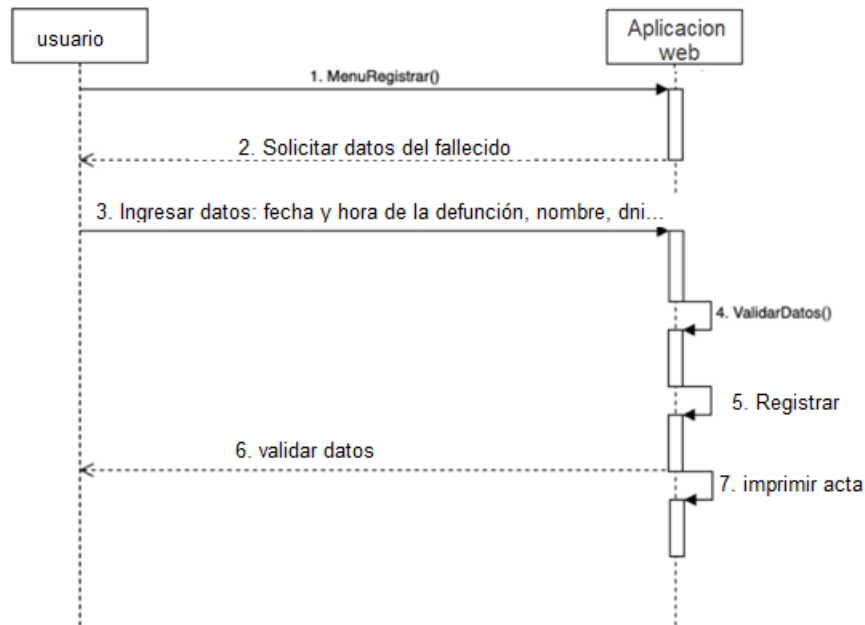 usuario
Aplicacion
web
1. MenuRegistrar()
2. Solicitar datos del fallecido
3. Ingresar datos: fecha y hora de la defunción, nombre, dni...
4. ValidarDatos()
5. Registrar
6. validar datos
7. imprimir acta